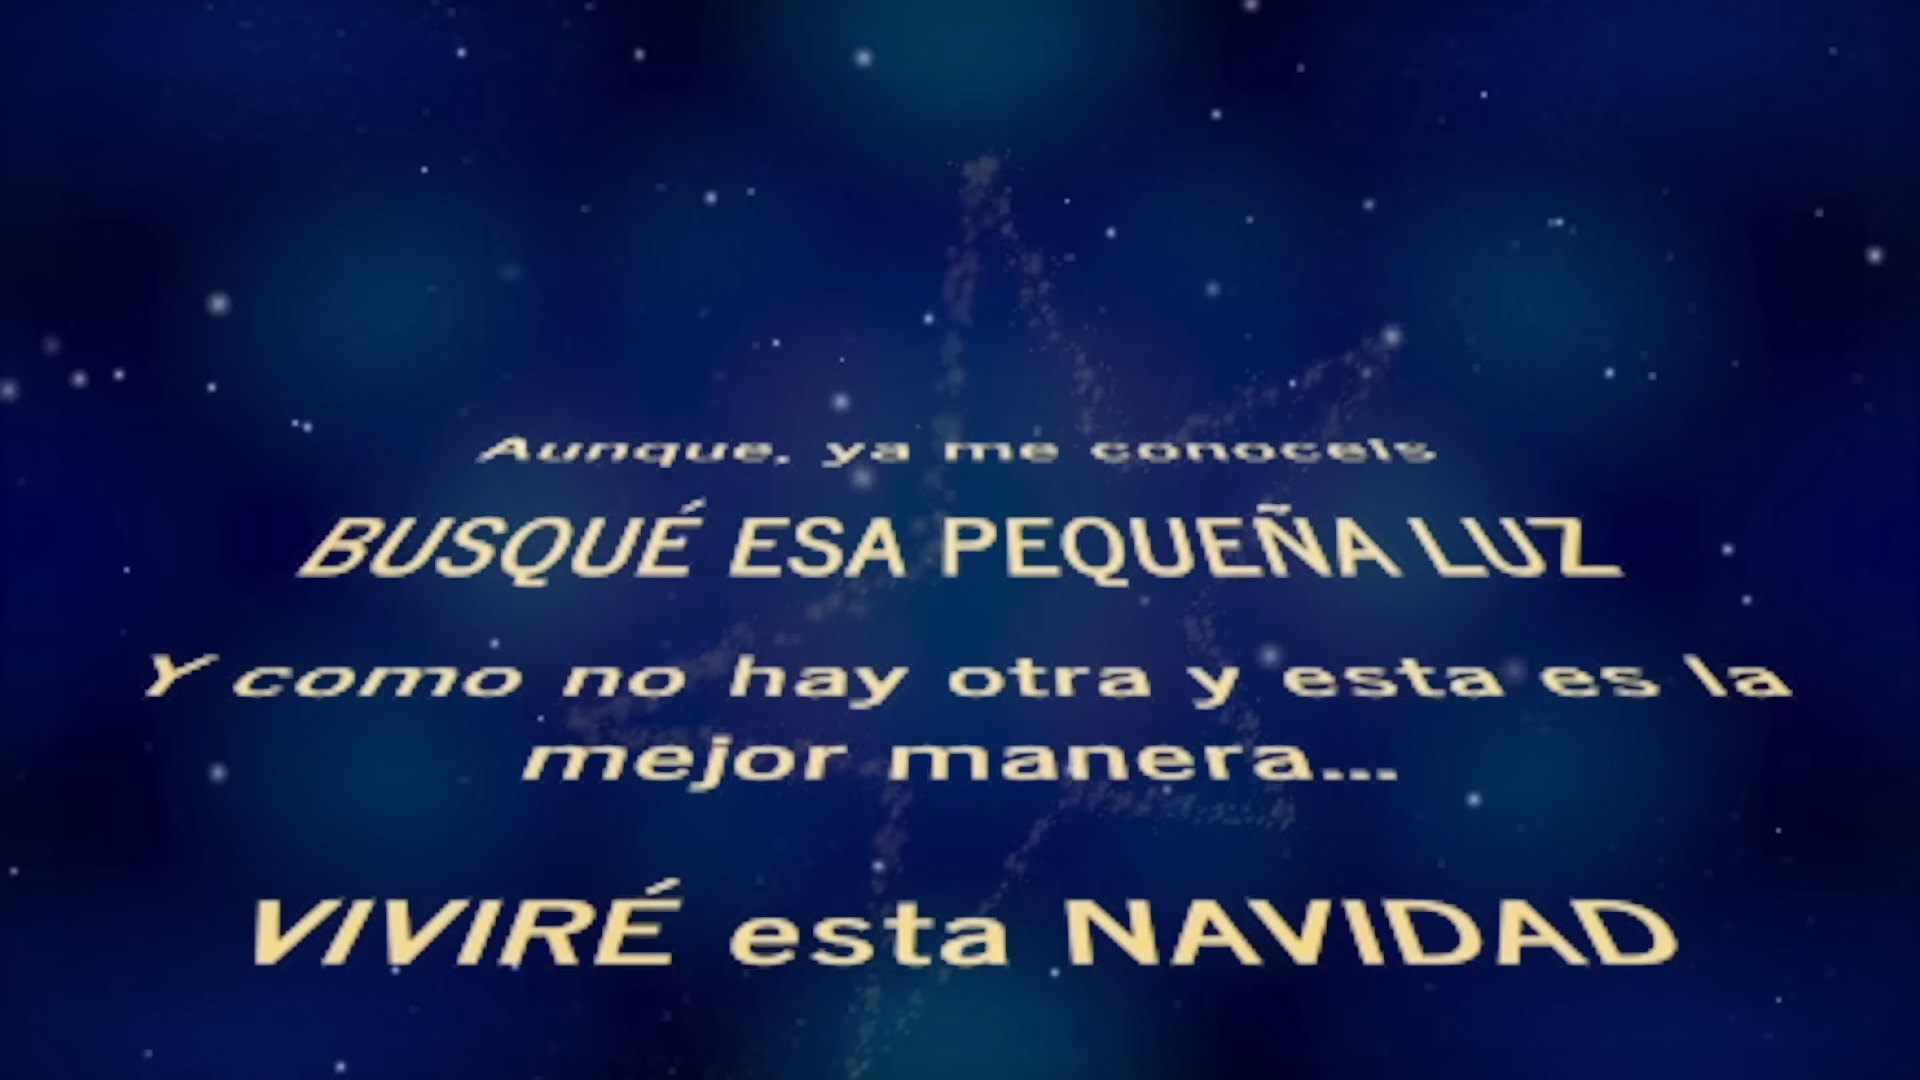 Aunque, ya me conoceis
BUSQUÉ ESA PEQUEÑA LUZ
Y como no hay otra y esta es la
mejor manera...
VIVIRÉ esta NAVIDAD